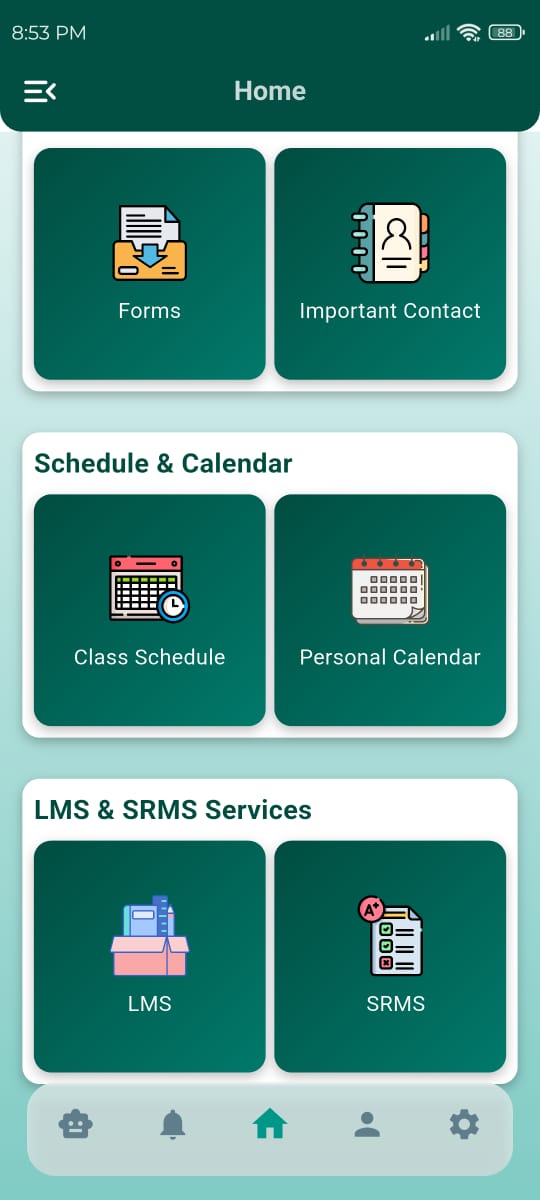 8:53 PM
88
Home
Forms
Important Contact
Schedule & Calendar
Class Schedule
Personal Calendar
LMS & SRMS Services
A+
LMS
SRMS